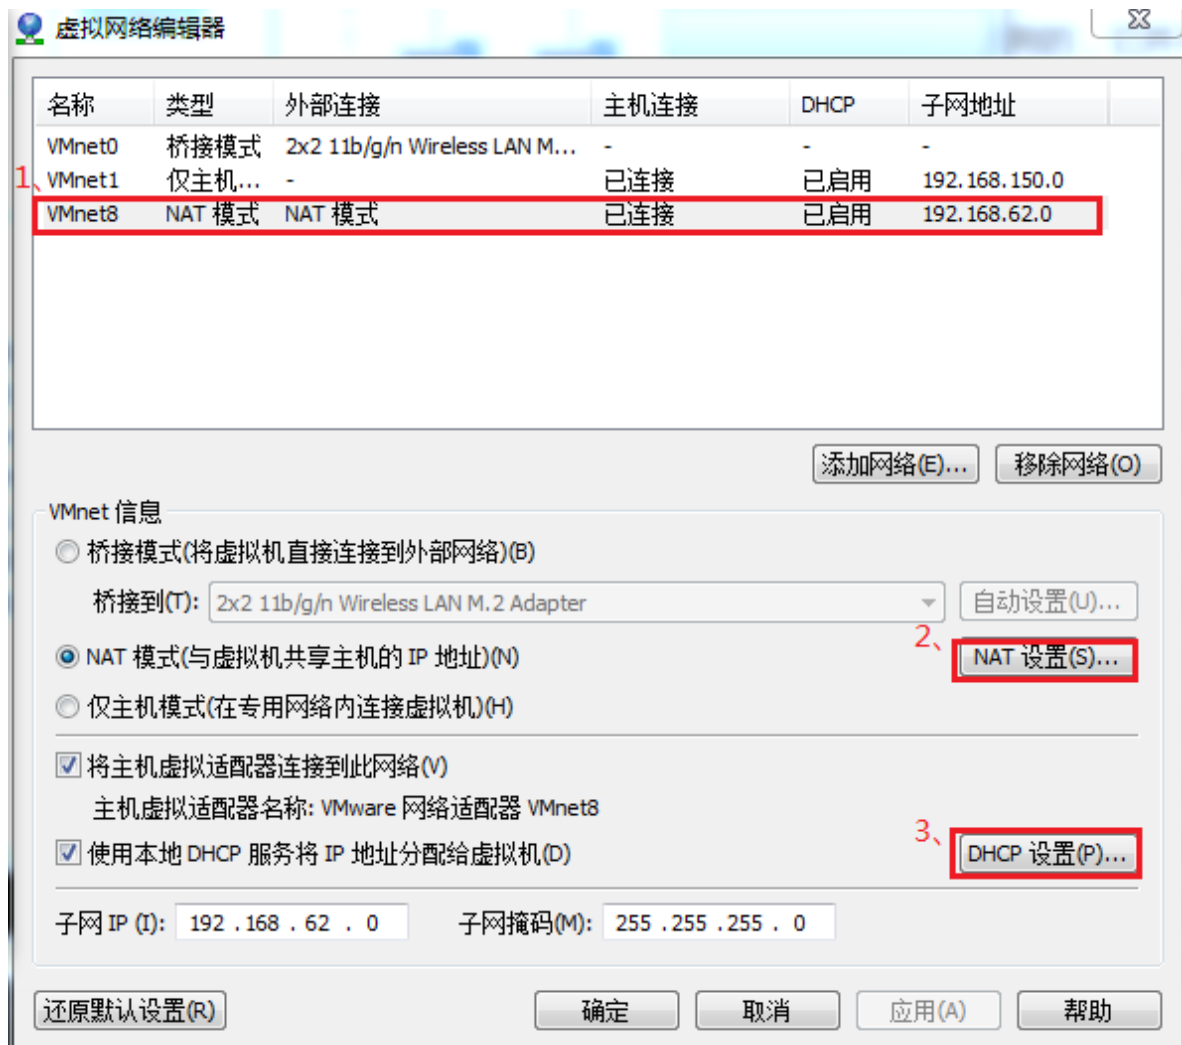 虚拟网络编辑器
名称 类型 外部连接 主机连接 DHCP 子网地址
VMnet0 桥接模式 2x2 11b/g/n Wireless LAN M... - - -
1、VMnet1 仅主机... - 已连接 已启用 192.168.150.0
VMnet8 NAT 模式 NAT 模式 已连接 已启用 192.168.62.0
添加网络(E)... 移除网络(O)
VMnet 信息
桥接模式(将虚拟机直接连接到外部网络)(B)
桥接到(T): 2x2 11b/g/n Wireless LAN M.2 Adapter 自动设置(U)...
NAT 模式(与虚拟机共享主机的 IP 地址)(N) 2、 NAT 设置(S)...
仅主机模式(在专用网络内连接虚拟机)(H)
将主机虚拟适配器连接到此网络(V)
主机虚拟适配器名称: VMware 网络适配器 VMnet8
使用本地 DHCP 服务将 IP 地址分配给虚拟机(D) 3、 DHCP 设置(P)...
子网 IP (I): 192 . 168 . 62 . 0 子网掩码(M): 255 . 255 . 255 . 0
还原默认设置(R) 确定 取消 应用(A) 帮助